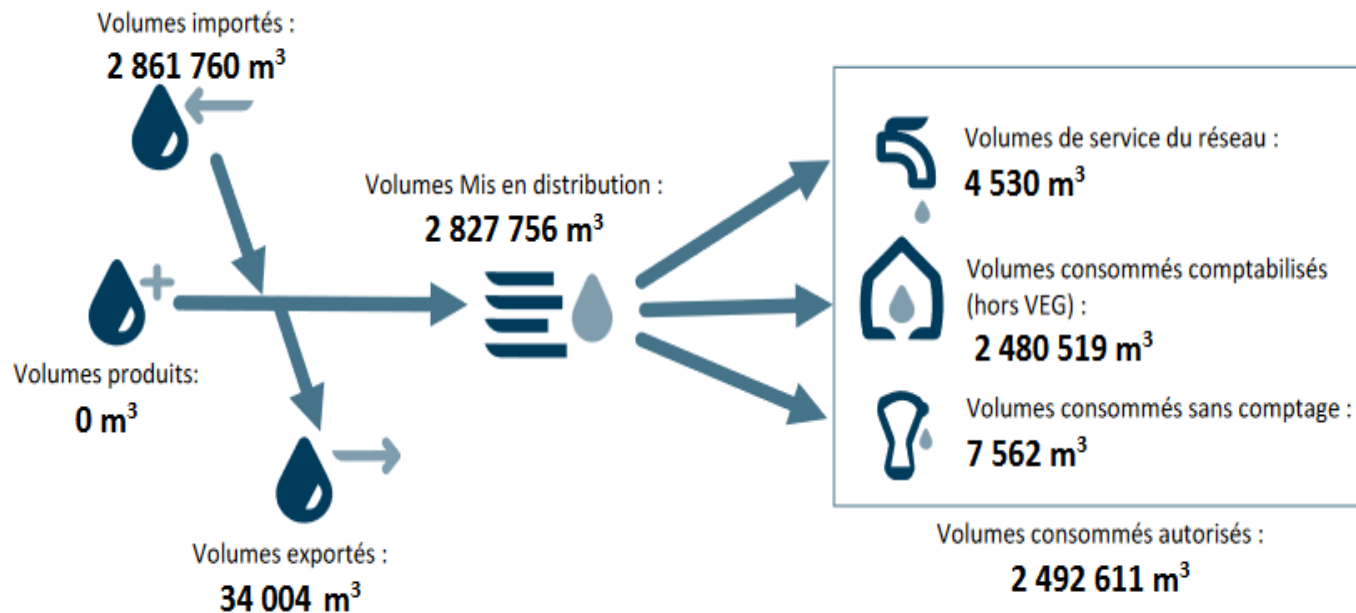 Volumes importés :
2 861 760 m³
Volumes produits:
0 m³
Volumes exportés :
34 004 m³
Volumes Mis en distribution :
2 827 756 m³
Volumes de service du réseau :
4 530 m³
Volumes consommés comptabilisés
(hors VEG) :
2 480 519 m³
Volumes consommés sans comptage :
7 562 m³
Volumes consommés autorisés :
2 492 611 m³